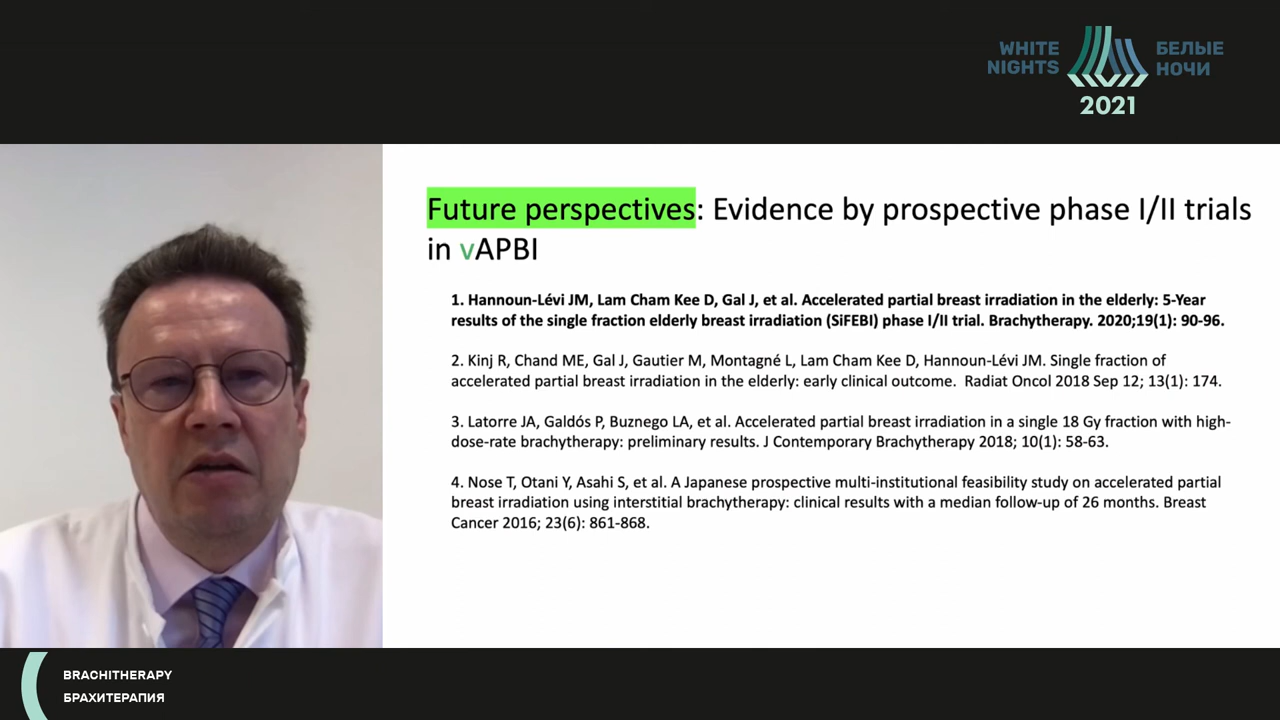 WHITE
NIGHTS
БЕЛЫЕ
НОЧИ
2021
Future perspectives: Evidence by prospective phase I/II trials
in vAPBI
1. Hannoun-Lévi JM, Lam Cham Kee D, Gal J, et al. Accelerated partial breast irradiation in the elderly: 5-Year
results of the single fraction elderly breast irradiation (SiFEBI) phase I/II trial. Brachytherapy. 2020;19(1): 90-96.
2. Kinj R, Chand ME, Gal J, Gautier M, Montagné L, Lam Cham Kee D, Hannoun-Lévi JM. Single fraction of
accelerated partial breast irradiation in the elderly: early clinical outcome. Radiat Oncol 2018 Sep 12; 13(1): 174.
3. Latorre JA, Galdós P, Buznego LA, et al. Accelerated partial breast irradiation in a single 18 Gy fraction with high-
dose-rate brachytherapy: preliminary results. J Contemporary Brachytherapy 2018; 10(1): 58-63.
4. Nose T, Otani Y, Asahi S, et al. A Japanese prospective multi-institutional feasibility study on accelerated partial
breast irradiation using interstitial brachytherapy: clinical results with a median follow-up of 26 months. Breast
Cancer 2016; 23(6): 861-868.
BRACHITHERAPY
БРАХИТЕРАПИЯ